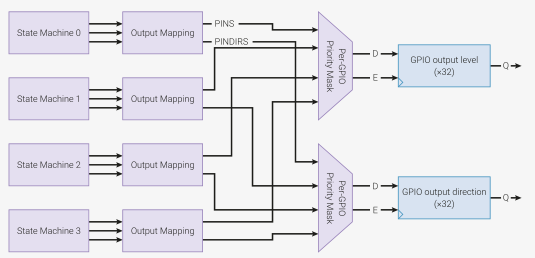 State Machine 0
Output Mapping
PINS
PINDIRS
Per-GPIO
Priority Mask
D
E
GPIO output level
(×32)
Q
State Machine 1
Output Mapping
State Machine 2
Output Mapping
Per-GPIO
Priority Mask
D
E
GPIO output direction
(×32)
Q
State Machine 3
Output Mapping